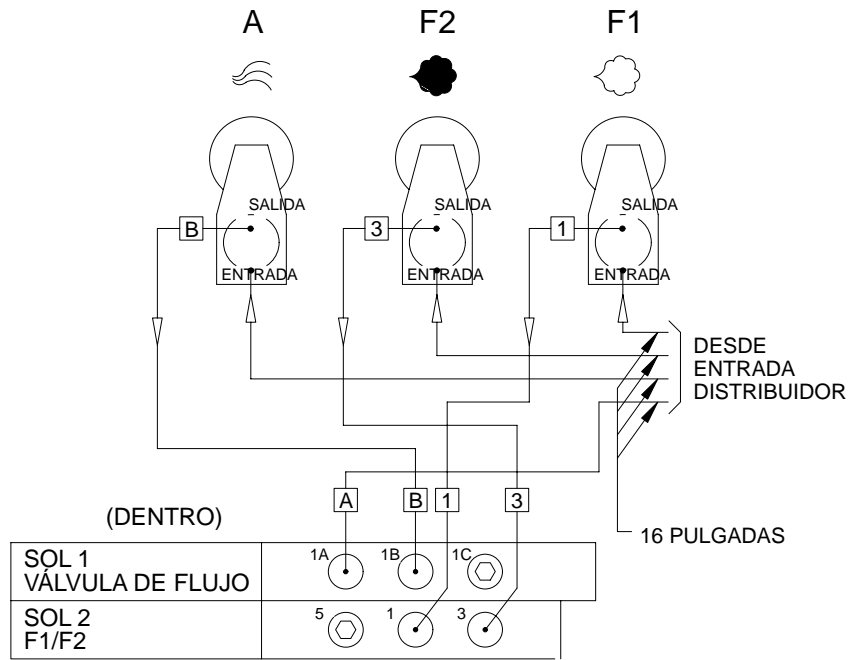 A F2 F1
SALIDA SALIDA SALIDA
B 3 1
ENTRADA ENTRADA ENTRADA
DESDE
ENTRADA
DISTRIBUIDOR
A B 1 3
(DENTRO)
16 PULGADAS
SOL 1
VÁLVULA DE FLUJO
1A 1B 1C
SOL 2
F1/F2
5 1 3